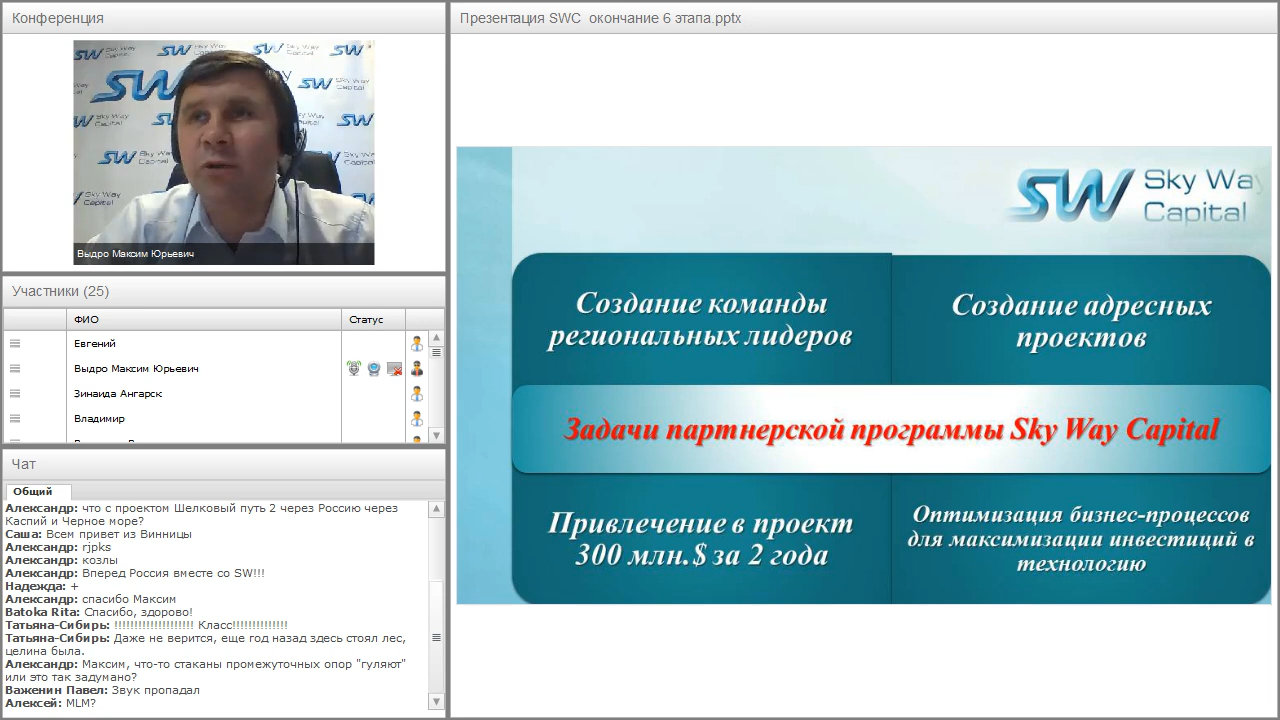 Конференция
SW Sky Way Capital
Выдро Максим Юрьевич
Участники (25)
ФИО
Статус
Евгений
Выдро Максим Юрьевич
Зинаида Ангарск
Владимир
Чат
Общий
Александр: что с проектом Шелковый путь 2 через Россию через
Каспий и Черное море?
Саша: Всем привет из Винницы
Александр: rjpks
Александр: козлы
Александр: Вперед Россия вместе со SW!!!
Надежда: +
Александр: спасибо Максим
Batoka Rita: Спасибо, здорово!
Татьяна-Сибирь: !!!!!!!!!!!!!!!!!!!! Класс!!!!!!!!!!!!!!
Татьяна-Сибирь: Даже не верится, еще год назад здесь стоял лес,
целина была.
Александр: Максим, что-то стаканы промежуточных опор "гуляют"
или это так задумано?
Важенин Павел: Звук пропадал
Алексей: MLM?
Презентация SWC окончание 6 этапа.pptx
SW Sky Way
Capital
Создание команды
региональных лидеров
Создание адресных
проектов
Задачи партнерской программы Sky Way Capital
Привлечение в проект
300 млн.$ за 2 года
Оптимизация бизнес-процессов
для максимизации инвестиций в
технологию